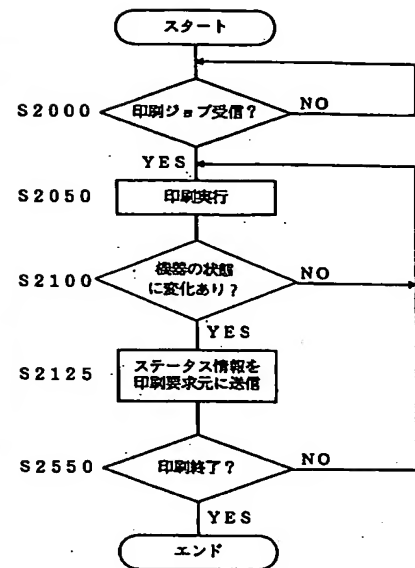 スタート
S2000
印刷ジョブ受信?
NO
YES
S2050
印刷実行
S2100
機器の状態
に変化あり?
NO
YES
S2125
ステータス情報を
印刷要求元に送信
S2550
印刷終了?
NO
YES
エンド